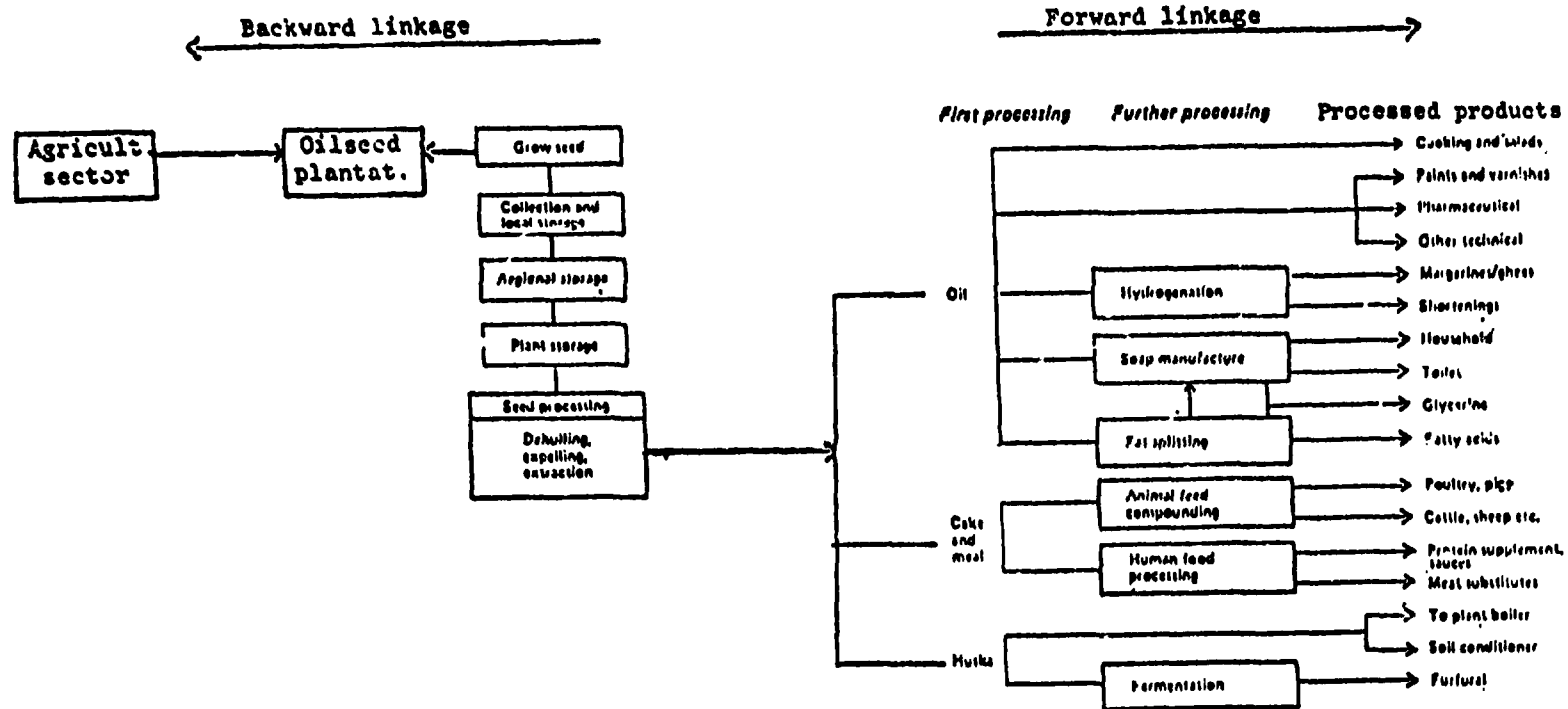 Backward linkage
Forward linkage
First processing
Further processing
Processed products
Agricult
sector
Oilseed
plantat.
Grow seed
Collection and
local storage
Regional storage
Plant storage
Seed processing
Dehulling,
expelling,
extraction
Oil
Cake
and
meal
Husks
Hydrogenation
Soap manufacture
Fat splitting
Animal feed
compounding
Human food
processing
Fermentation
Cooking and salads
Paints and varnishes
Pharmaceutical
Other technical
Margarines/ghees
Shortenings
Household
Toilet
Glycerine
Fatty acids
Poultry, pigs
Cattle, sheep etc.
Protein supplement,
sauces
Meat substitutes
To plant boiler
Soil conditioner
Furfural